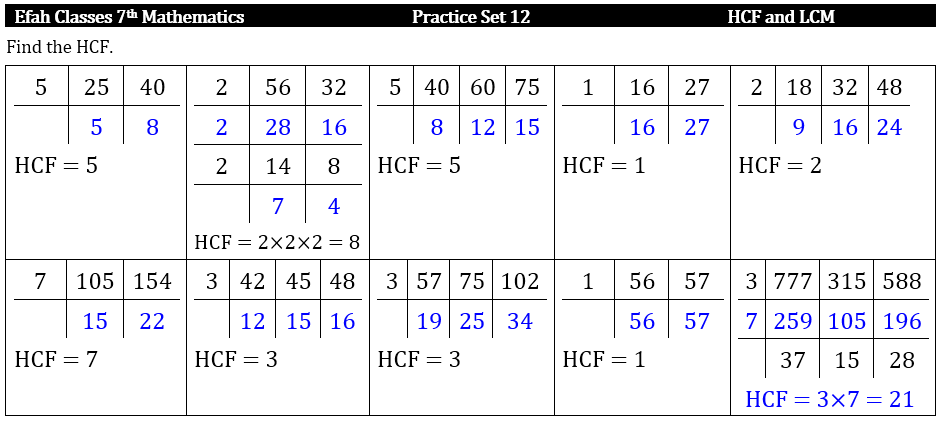 Efah Classes 7th Mathematics Practice Set 12 HCF and LCM
Find the HCF.
5 25 40
5 8
HCF = 5
2 56 32
2 28 16
2 14 8
7 4
HCF = 2×2×2 = 8
5 40 60 75
8 12 15
HCF = 5
1 16 27
16 27
HCF = 1
2 18 32 48
9 16 24
HCF = 2
7 105 154
15 22
HCF = 7
3 42 45 48
12 15 16
HCF = 3
3 57 75 102
19 25 34
HCF = 3
1 56 57
56 57
HCF = 1
3 777 315 588
7 259 105 196
37 15 28
HCF = 3×7 = 21